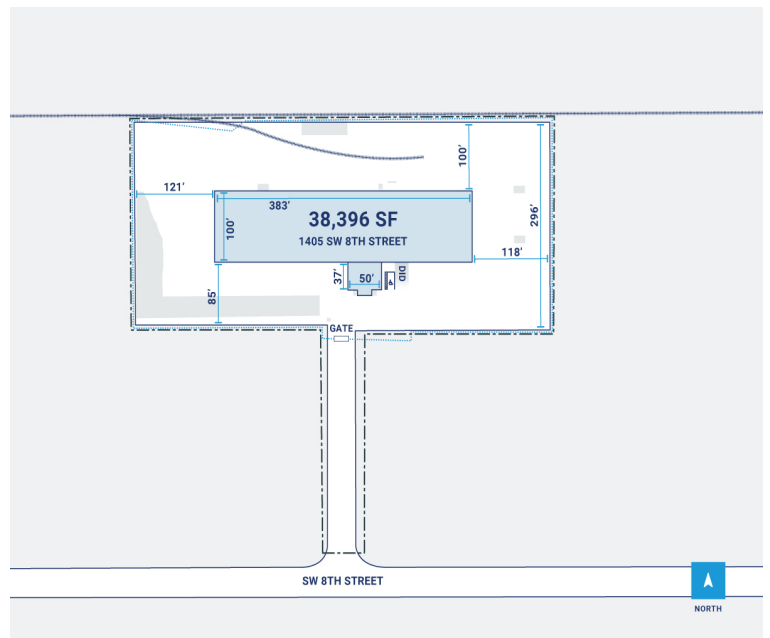 100’
121’
383’
296’
38,396 SF
100’
1405 SW 8TH STREET
118’
37’
50’
DID
4
85’
GATE
SW 8TH STREET
NORTH